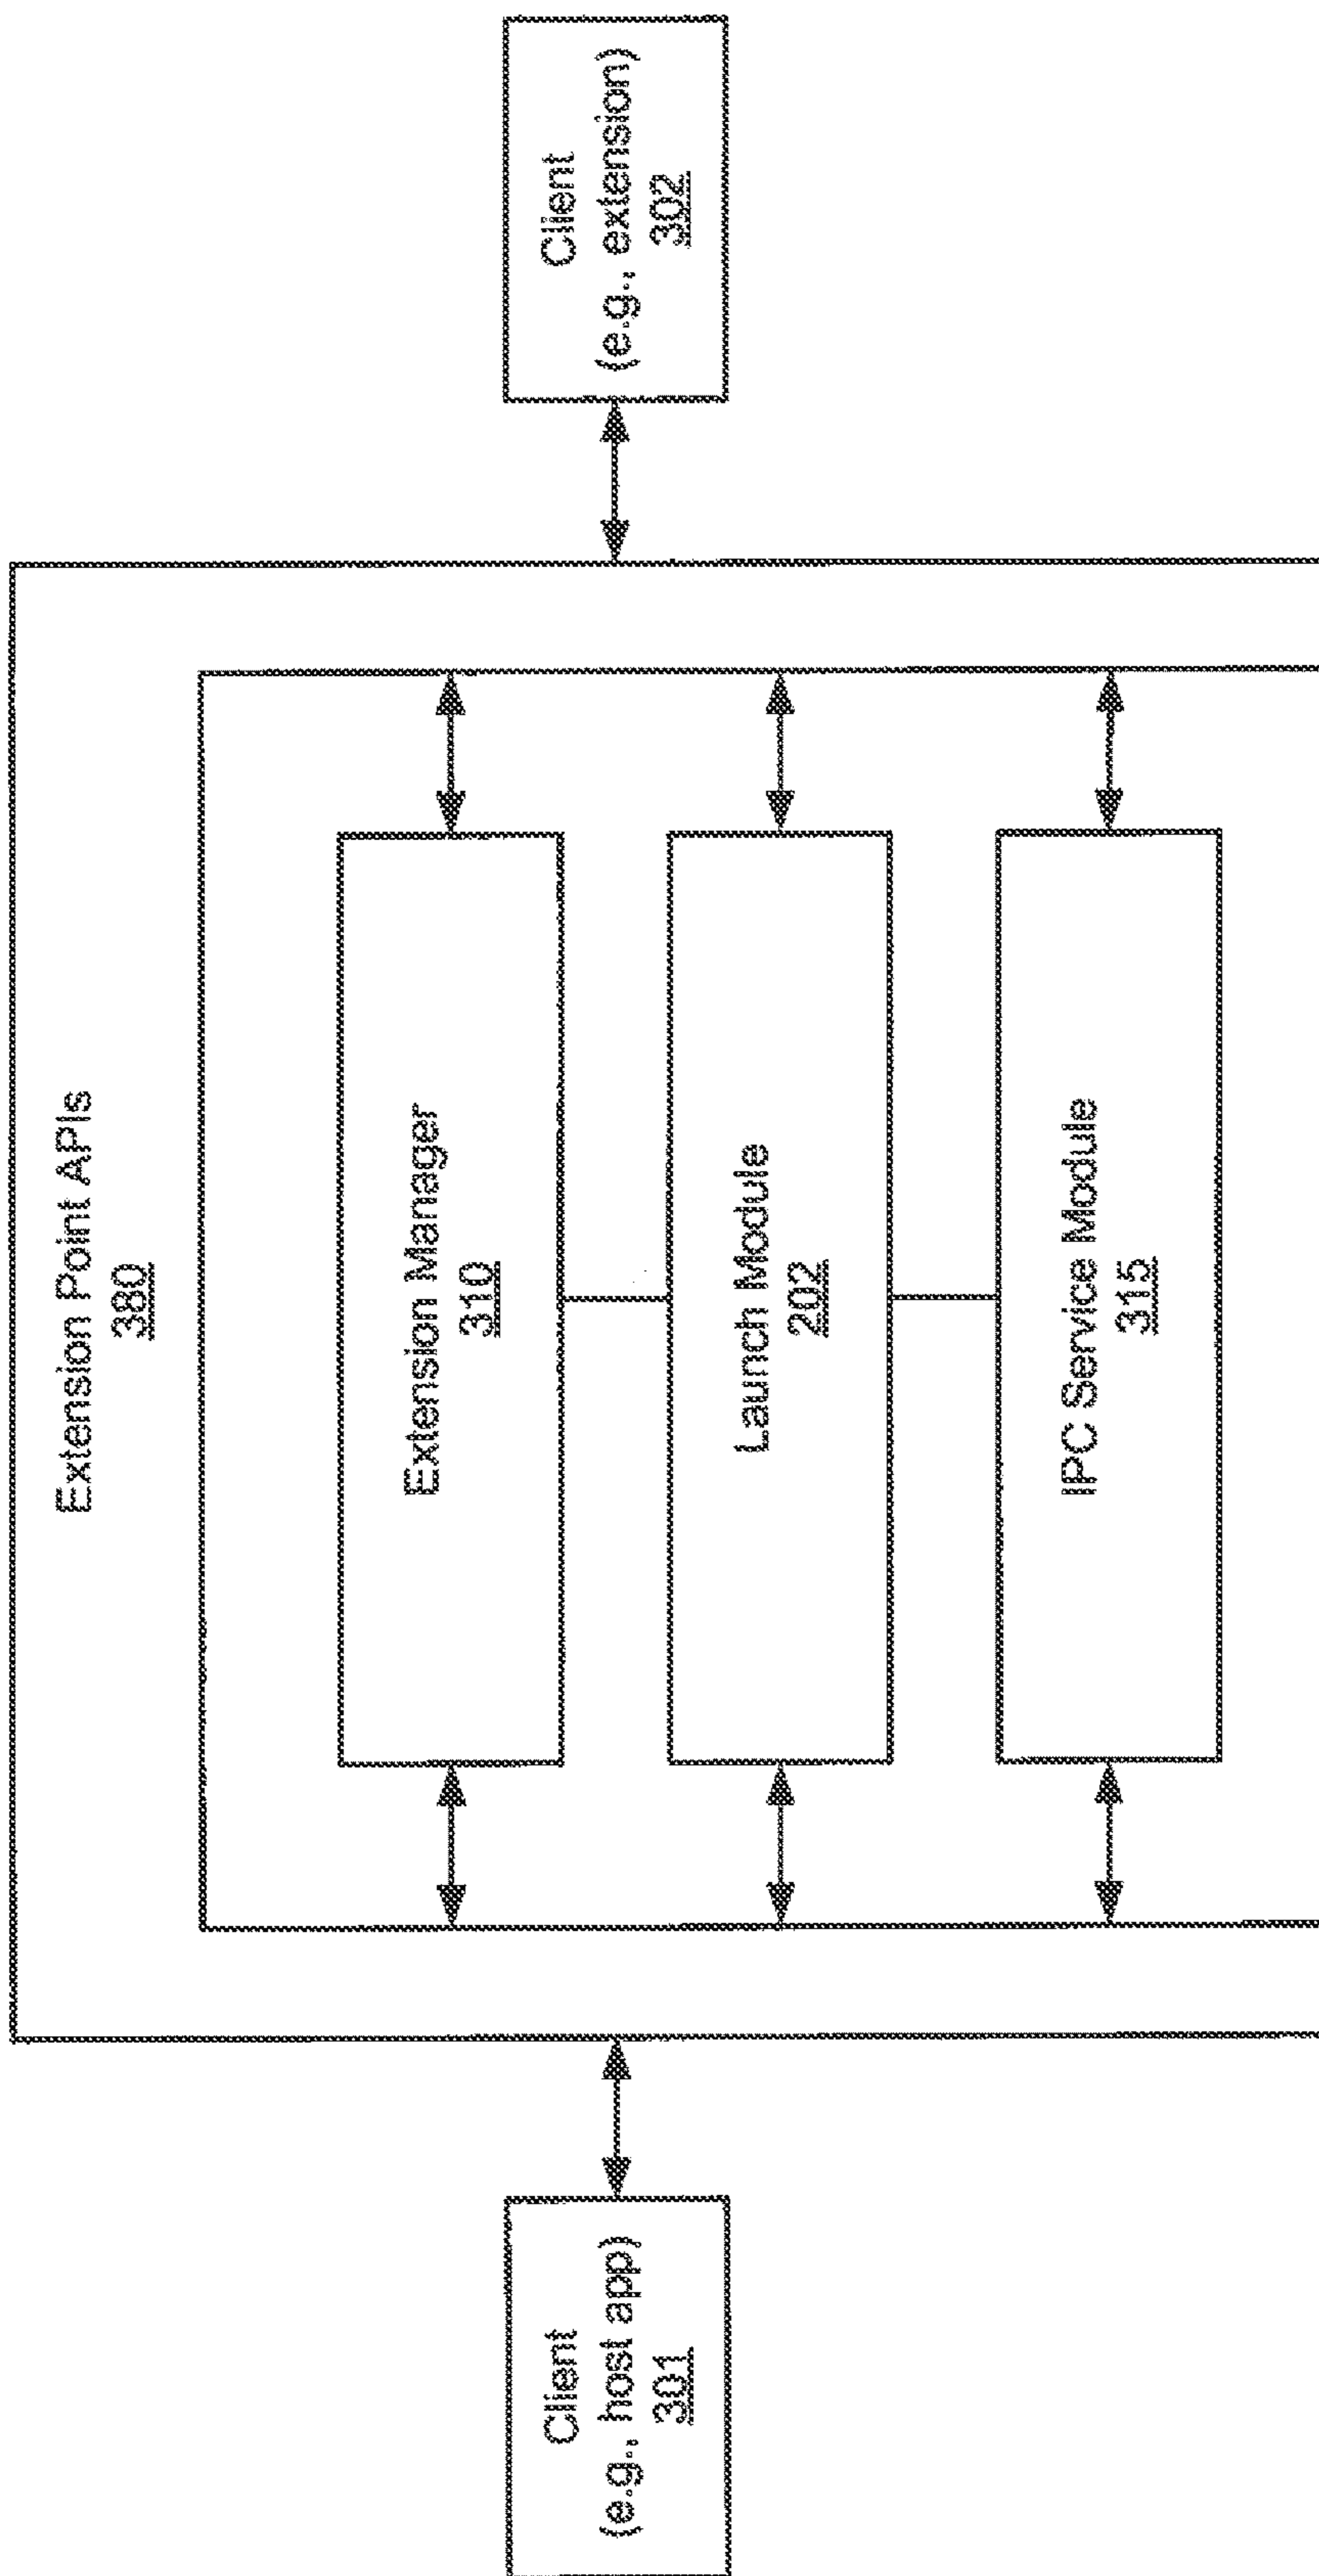 Extension Point APIs
380
Extension Manager
310
Launch Module
202
IPC Service Module
315
Client
(e.g., host app)
301
Client
(e.g., extension)
302